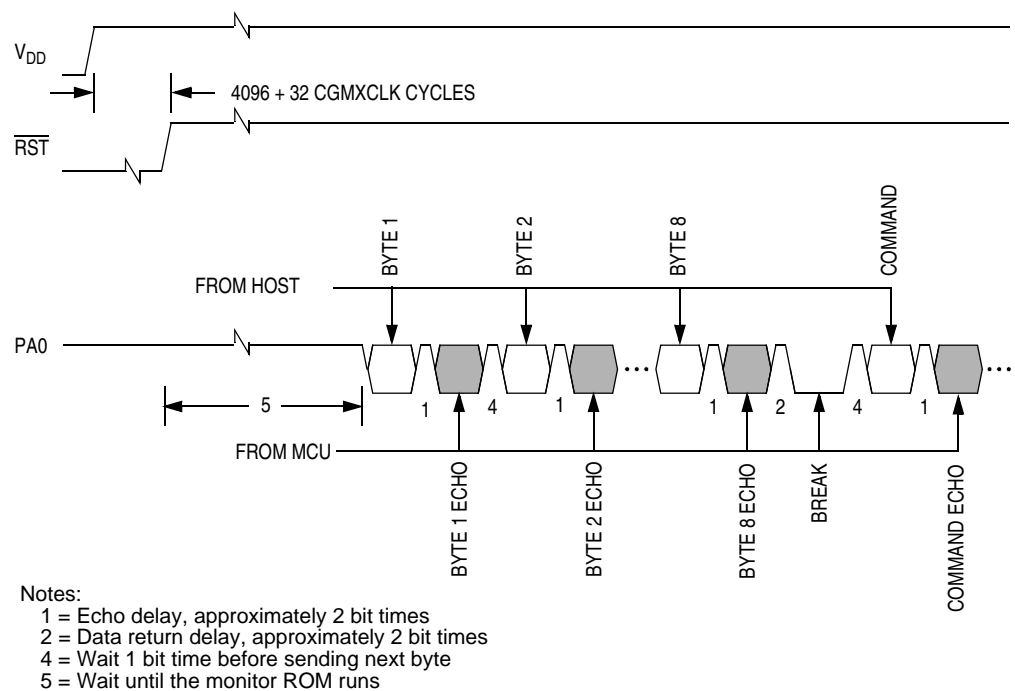 VDD
4096 + 32 CGMXCLK CYCLES
RST
BYTE 1
BYTE 2
BYTE 8
COMMAND
FROM HOST
PA0
5
1
4
1
1
2
4
1
FROM MCU
BYTE 1 ECHO
BYTE 2 ECHO
BYTE 8 ECHO
BREAK
COMMAND ECHO
Notes:
1 = Echo delay, approximately 2 bit times
2 = Data return delay, approximately 2 bit times
4 = Wait 1 bit time before sending next byte
5 = Wait until the monitor ROM runs